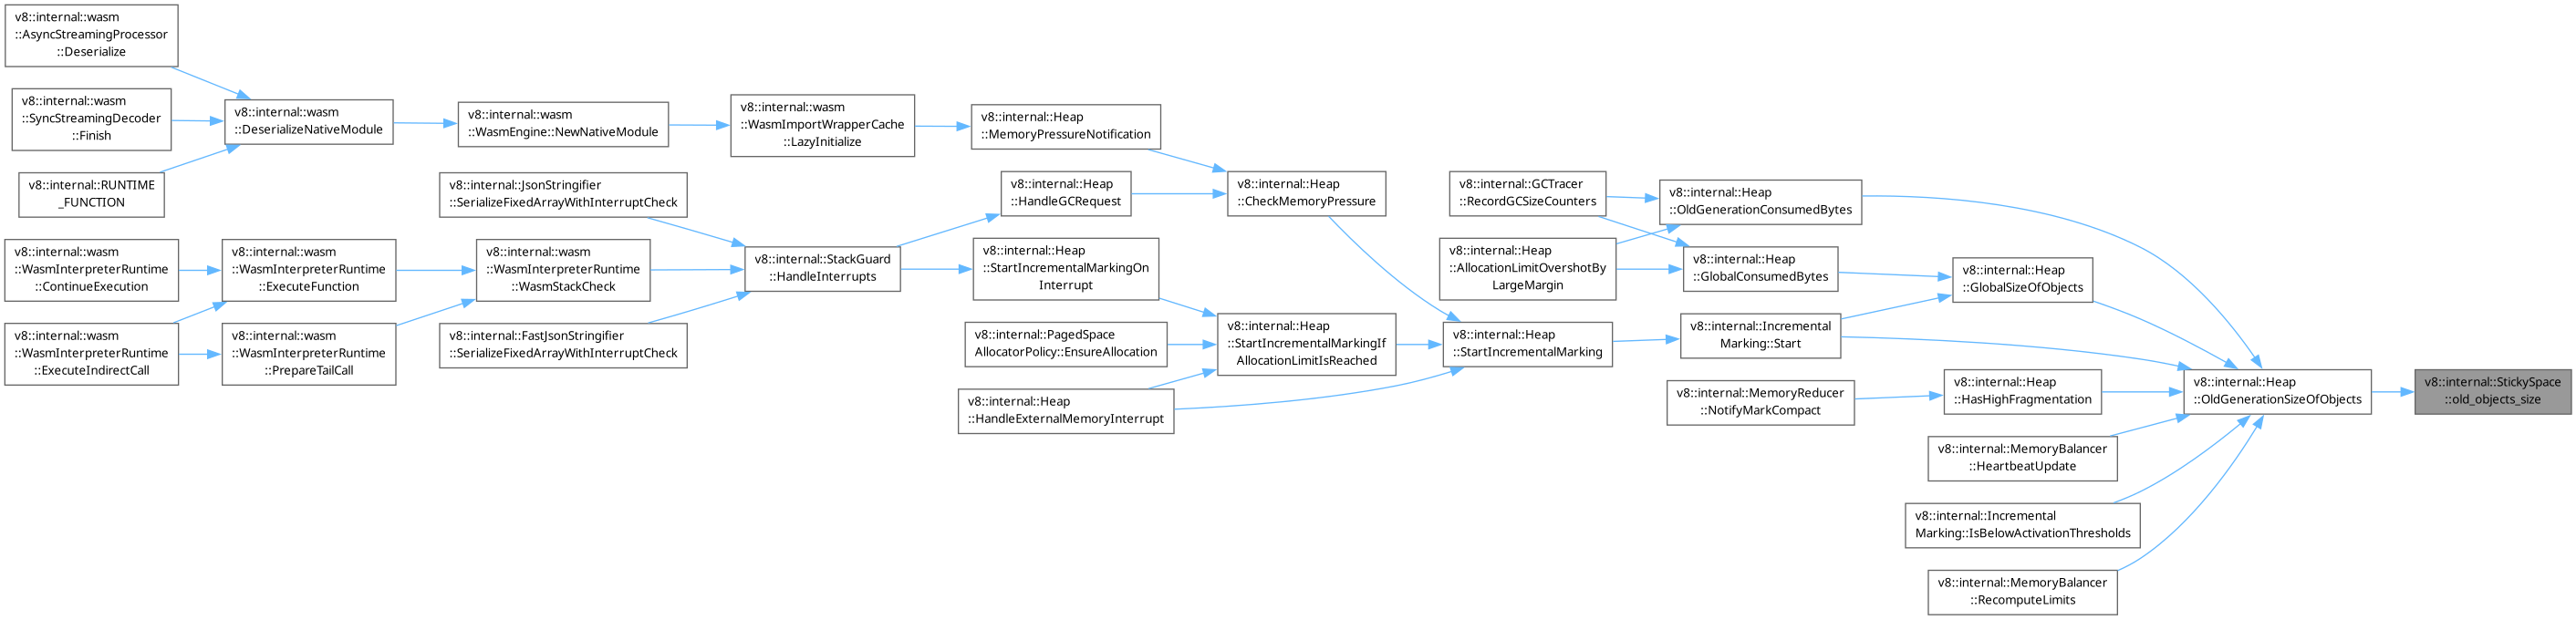 v8::internal::wasm
::AsyncStreamingProcessor
::Deserialize
v8::internal::wasm
::SyncStreamingDecoder
::Finish
v8::internal::RUNTIME
_FUNCTION
v8::internal::wasm
::WasmInterpreterRuntime
::ContinueExecution
v8::internal::wasm
::WasmInterpreterRuntime
::ExecuteIndirectCall
v8::internal::wasm
::DeserializeNativeModule
v8::internal::wasm
::WasmInterpreterRuntime
::ExecuteFunction
v8::internal::wasm
::WasmInterpreterRuntime
::PrepareTailCall
v8::internal::wasm
::WasmEngine::NewNativeModule
v8::internal::JsonStringifier
::SerializeFixedArrayWithInterruptCheck
v8::internal::wasm
::WasmInterpreterRuntime
::WasmStackCheck
v8::internal::FastJsonStringifier
::SerializeFixedArrayWithInterruptCheck
v8::internal::wasm
::WasmImportWrapperCache
::LazyInitialize
v8::internal::StackGuard
::HandleInterrupts
v8::internal::Heap
::MemoryPressureNotification
v8::internal::Heap
::HandleGCRequest
v8::internal::Heap
::StartIncrementalMarkingOn
Interrupt
v8::internal::PagedSpace
AllocatorPolicy::EnsureAllocation
v8::internal::Heap
::HandleExternalMemoryInterrupt
v8::internal::Heap
::CheckMemoryPressure
v8::internal::Heap
::StartIncrementalMarkingIf
AllocationLimitIsReached
v8::internal::GCTracer
::RecordGCSizeCounters
v8::internal::Heap
::AllocationLimitOvershotBy
LargeMargin
v8::internal::Heap
::StartIncrementalMarking
v8::internal::Heap
::OldGenerationConsumedBytes
v8::internal::Heap
::GlobalConsumedBytes
v8::internal::Incremental
Marking::Start
v8::internal::MemoryReducer
::NotifyMarkCompact
v8::internal::Heap
::GlobalSizeOfObjects
v8::internal::Heap
::HasHighFragmentation
v8::internal::MemoryBalancer
::HeartbeatUpdate
v8::internal::Incremental
Marking::IsBelowActivationThresholds
v8::internal::MemoryBalancer
::RecomputeLimits
v8::internal::Heap
::OldGenerationSizeOfObjects
v8::internal::StickySpace
::old_objects_size